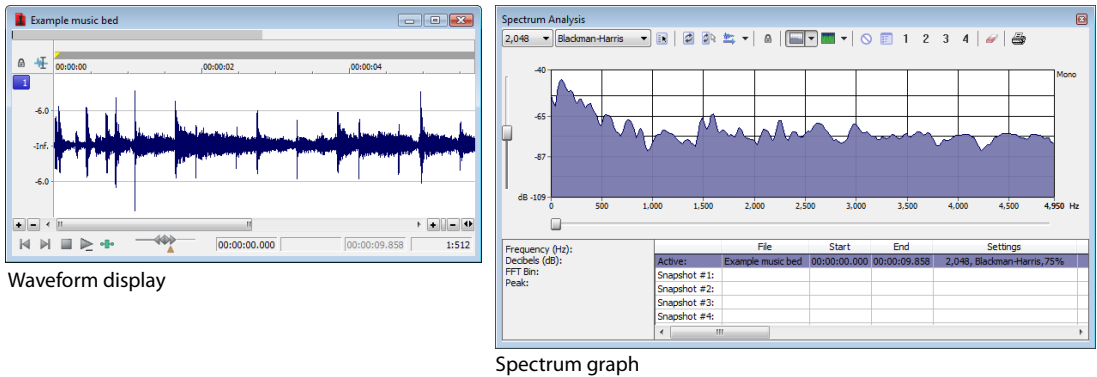 Example music bed
00:00:00 00:00:02 00:00:04
1
-6.0
-Inf.
-6.0
00:00:00.000 00:00:09.858 1:512
Waveform display
Spectrum Analysis
2,048 Blackman-Harris 1 2 3 4
-40 Mono
-65
-87
dB -109
0 500 1,000 1,500 2,000 2,500 3,000 3,500 4,000 4,500 4,950 Hz
Frequency (Hz):
Decibels (dB):
FFT Bin:
Peak:
File Start End Settings
Active: Example music bed 00:00:00.000 00:00:09.858 2,048, Blackman-Harris,75%
Snapshot #1:
Snapshot #2:
Snapshot #3:
Snapshot #4:
Spectrum graph